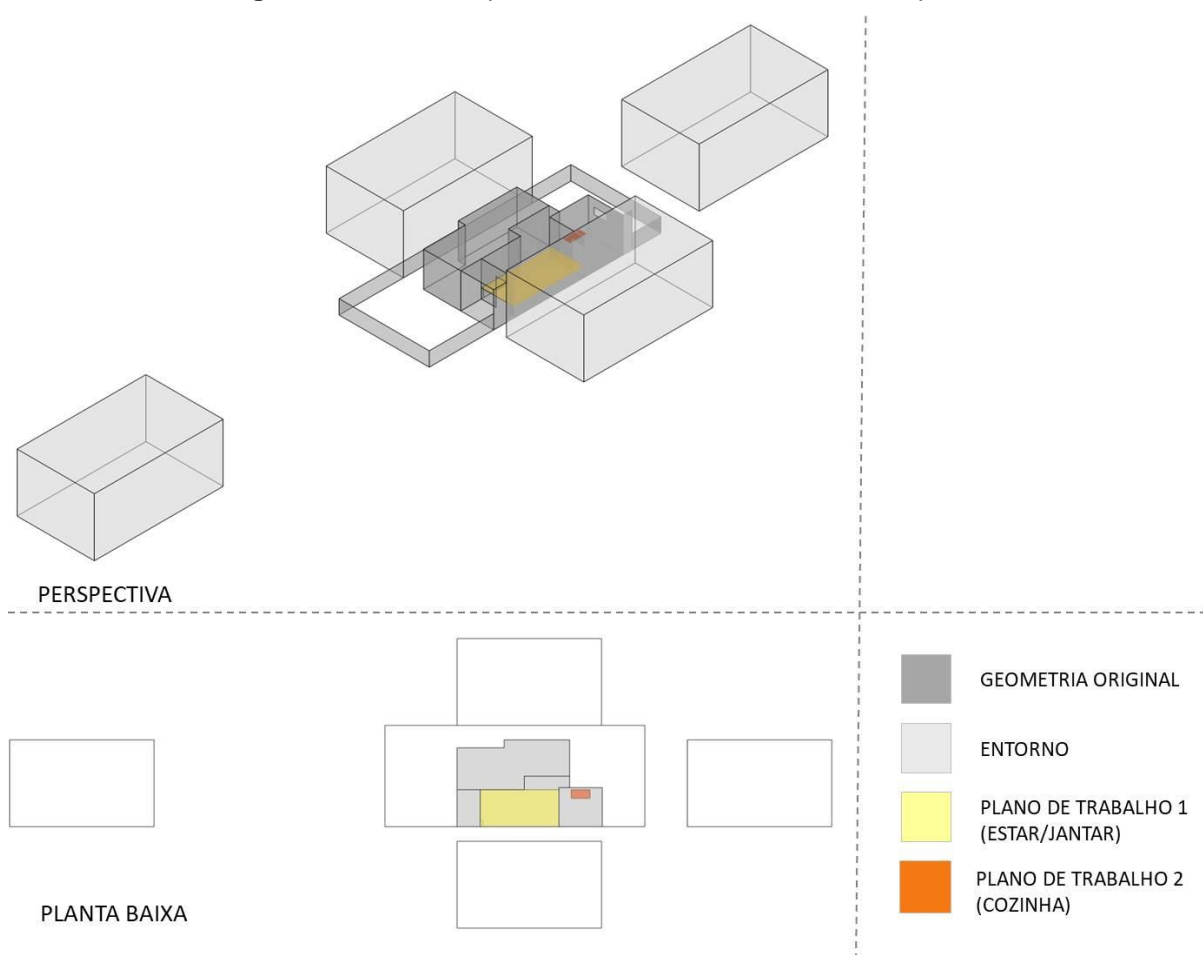 PERSPECTIVA
GEOMETRIA ORIGINAL
ENTORNO
PLANO DE TRABALHO 1
(ESTAR/JANTAR)
PLANO DE TRABALHO 2
(COZINHA)
PLANTA BAIXA